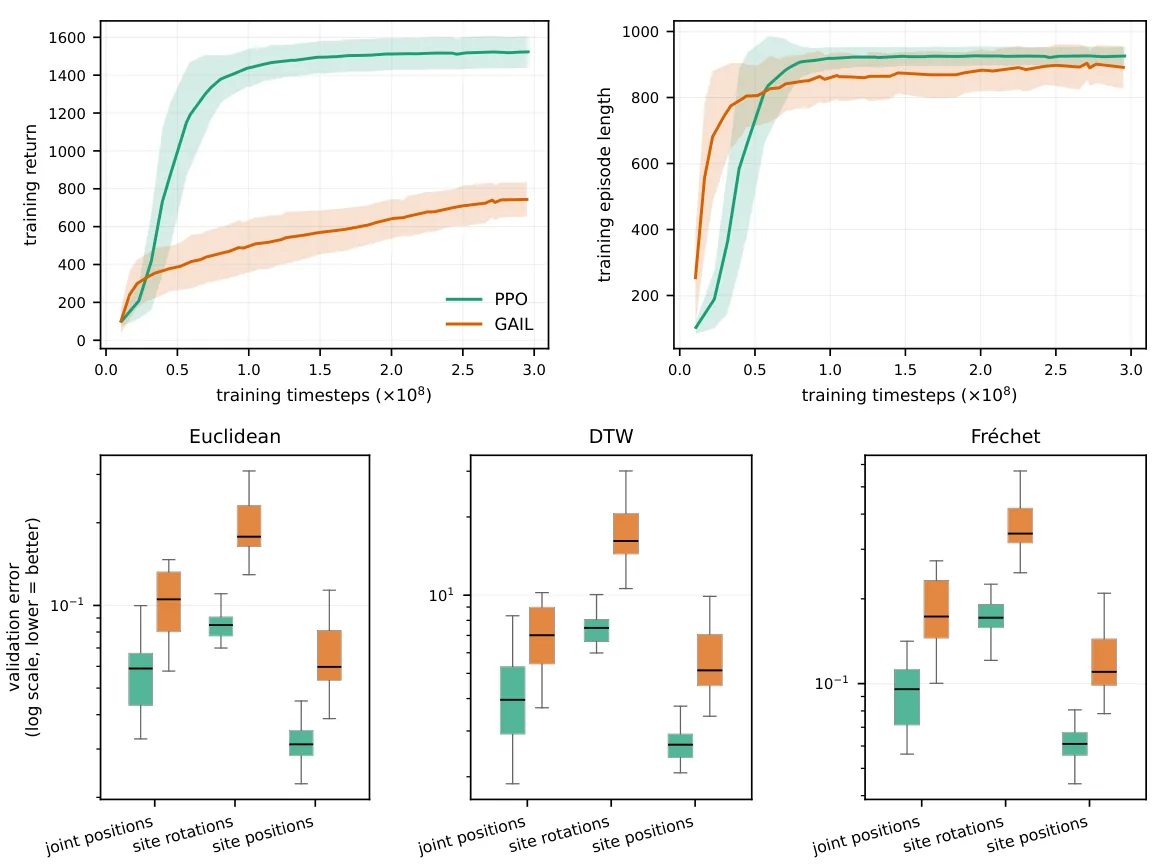 1600
1400
1200
1000
800
600
400
200
0
training return
PPO
GAIL
0.0 0.5 1.0 1.5 2.0 2.5 3.0
training timesteps (×10⁸)
1000
800
600
400
200
training episode length
0.0 0.5 1.0 1.5 2.0 2.5 3.0
training timesteps (×10⁸)
Euclidean
validation error
(log scale, lower = better)
10⁻¹
joint positions
site rotations
site positions
DTW
10¹
joint positions
site rotations
site positions
Fréchet
10⁻¹
joint positions
site rotations
site positions